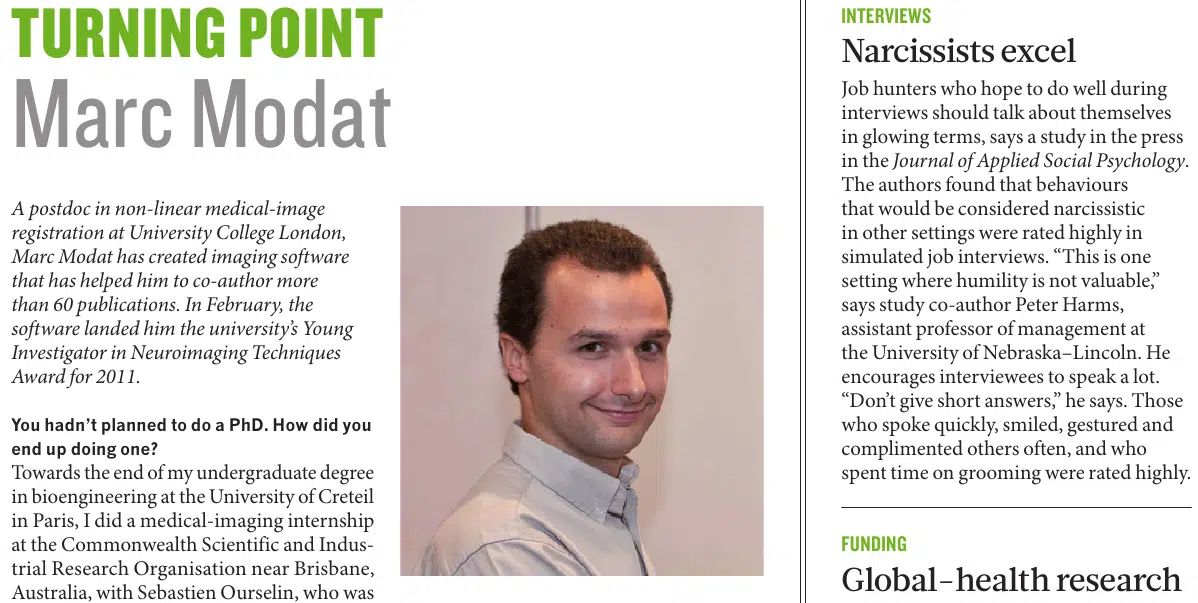 TURNING POINT
Marc Modat
A postdoc in non-linear medical-image
registration at University College London,
Marc Modat has created imaging software
that has helped him to co-author more
than 60 publications. In February, the
software landed him the university’s Young
Investigator in Neuroimaging Techniques
Award for 2011.
You hadn’t planned to do a PhD. How did you
end up doing one?
Towards the end of my undergraduate degree
in bioengineering at the University of Creteil
in Paris, I did a medical-imaging internship
at the Commonwealth Scientific and Indus-
trial Research Organisation near Brisbane,
Australia, with Sebastien Ourselin, who was
INTERVIEWS
Narcissists excel
Job hunters who hope to do well during
interviews should talk about themselves
in glowing terms, says a study in the press
in the Journal of Applied Social Psychology.
The authors found that behaviours
that would be considered narcissistic
in other settings were rated highly in
simulated job interviews. “This is one
setting where humility is not valuable,”
says study co-author Peter Harms,
assistant professor of management at
the University of Nebraska–Lincoln. He
encourages interviewees to speak a lot.
“Don’t give short answers,” he says. Those
who spoke quickly, smiled, gestured and
complimented others often, and who
spent time on grooming were rated highly.
FUNDING
Global-health research